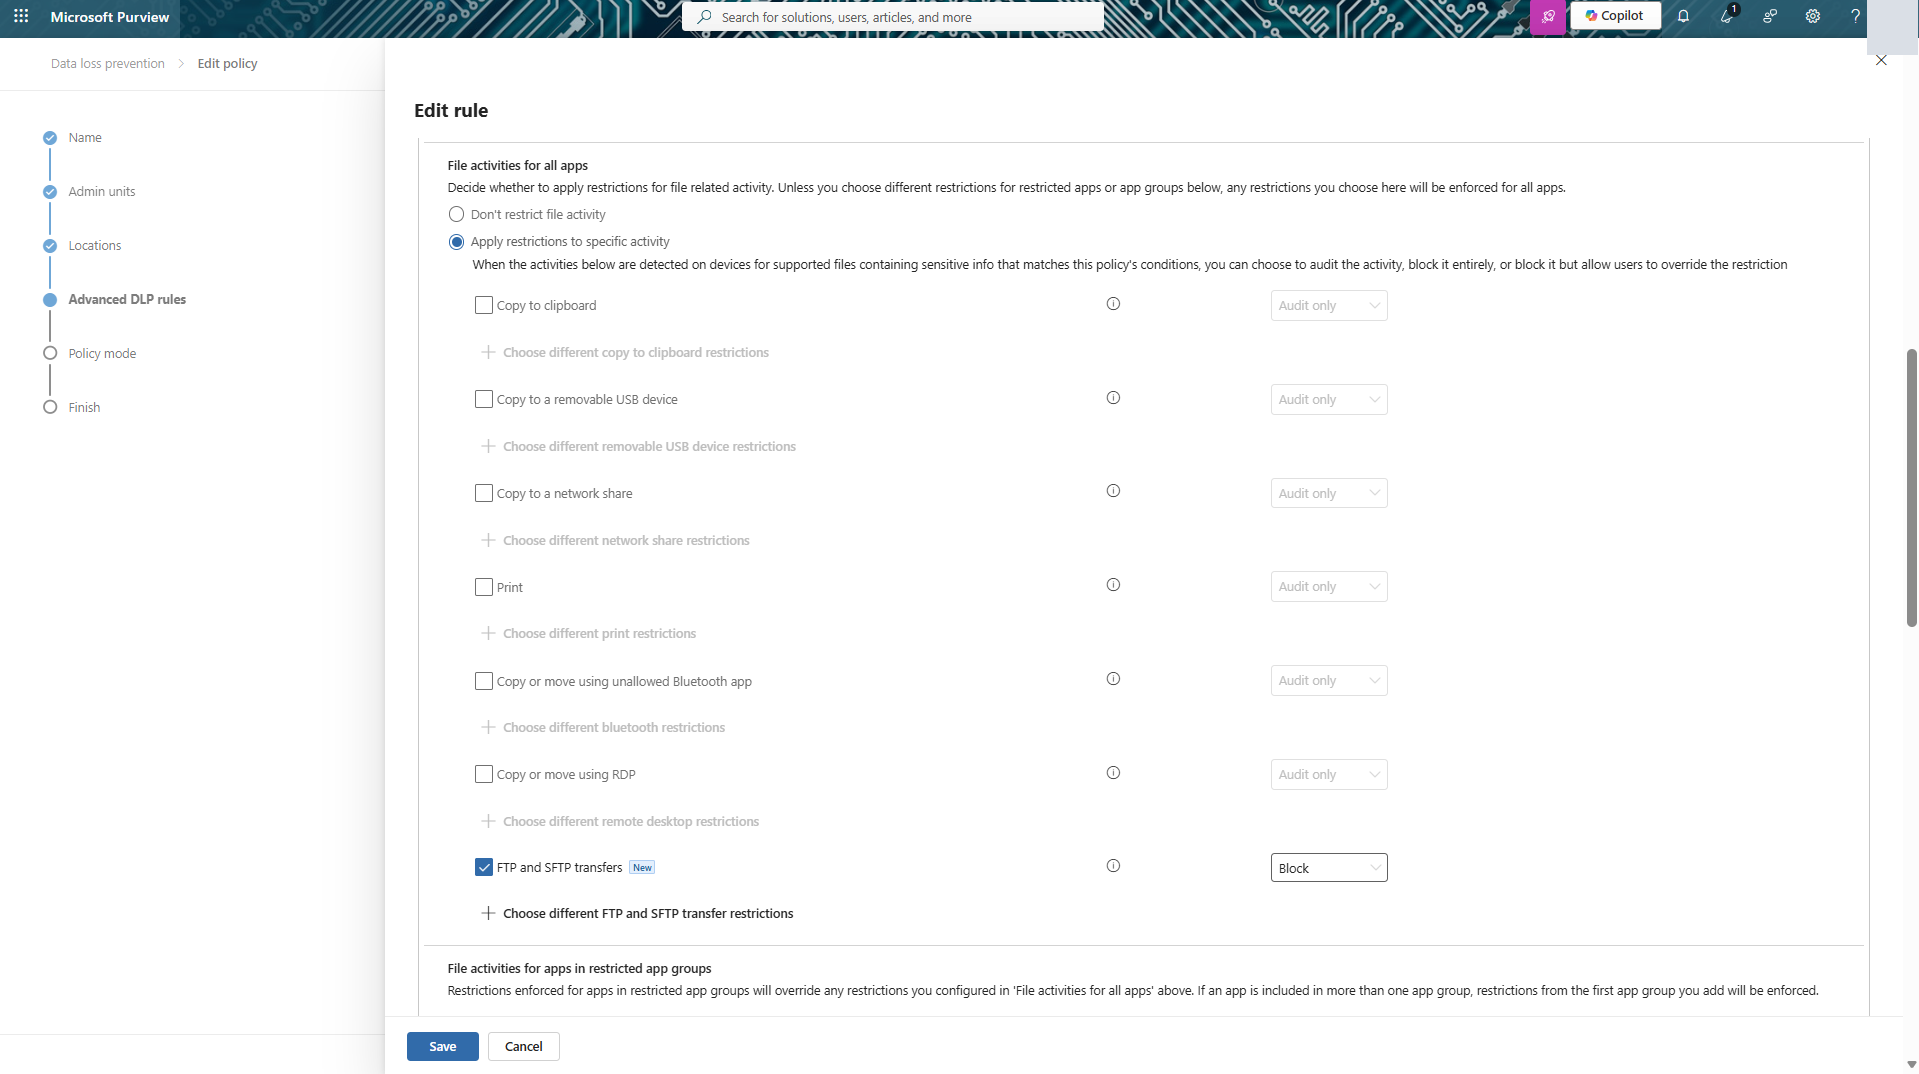 Microsoft Purview
Search for solutions, users, articles, and more
Copilot
1
?
Data loss prevention > Edit policy
Name
Admin units
Locations
Advanced DLP rules
Policy mode
Finish
Edit rule
File activities for all apps
Decide whether to apply restrictions for file related activity. Unless you choose different restrictions for restricted apps or app groups below, any restrictions you choose here will be enforced for all apps.
Don't restrict file activity
Apply restrictions to specific activity
When the activities below are detected on devices for supported files containing sensitive info that matches this policy's conditions, you can choose to audit the activity, block it entirely, or block it but allow users to override the restriction
Copy to clipboard Audit only
Choose different copy to clipboard restrictions
Copy to a removable USB device Audit only
Choose different removable USB device restrictions
Copy to a network share Audit only
Choose different network share restrictions
Print Audit only
Choose different print restrictions
Copy or move using unallowed Bluetooth app Audit only
Choose different bluetooth restrictions
Copy or move using RDP Audit only
Choose different remote desktop restrictions
FTP and SFTP transfers New Block
Choose different FTP and SFTP transfer restrictions
File activities for apps in restricted app groups
Restrictions enforced for apps in restricted app groups will override any restrictions you configured in 'File activities for all apps' above. If an app is included in more than one app group, restrictions from the first app group you add will be enforced.
Save Cancel